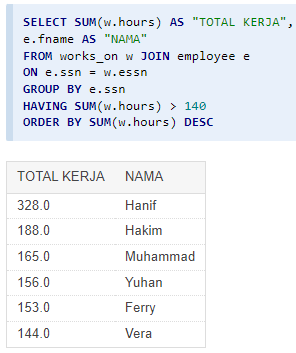 SELECT SUM(w.hours) AS "TOTAL KERJA",
e.fname AS "NAMA"
FROM works_on w JOIN employee e
ON e.ssn = w.essn
GROUP BY e.ssn
HAVING SUM(w.hours) > 140
ORDER BY SUM(w.hours) DESC
TOTAL KERJA NAMA
328.0 Hanif
188.0 Hakim
165.0 Muhammad
156.0 Yuhan
153.0 Ferry
144.0 Vera